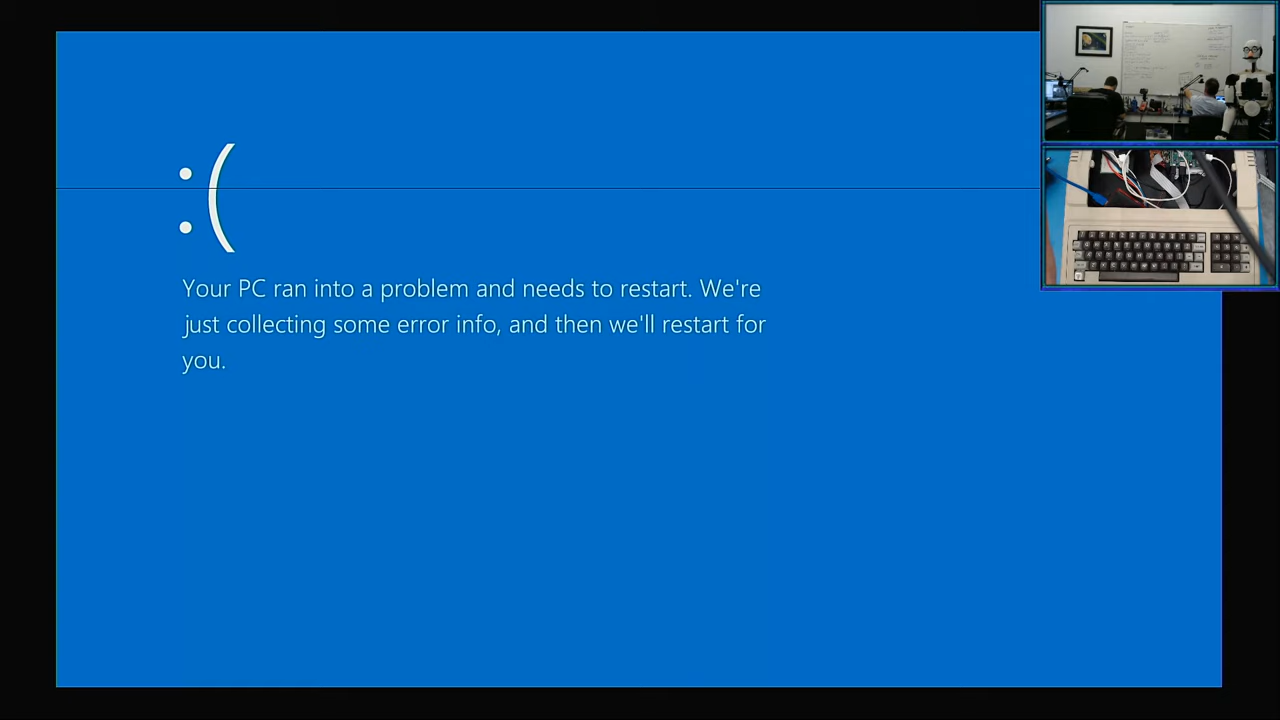 :(
Your PC ran into a problem and needs to restart. We're
just collecting some error info, and then we'll restart for
you.